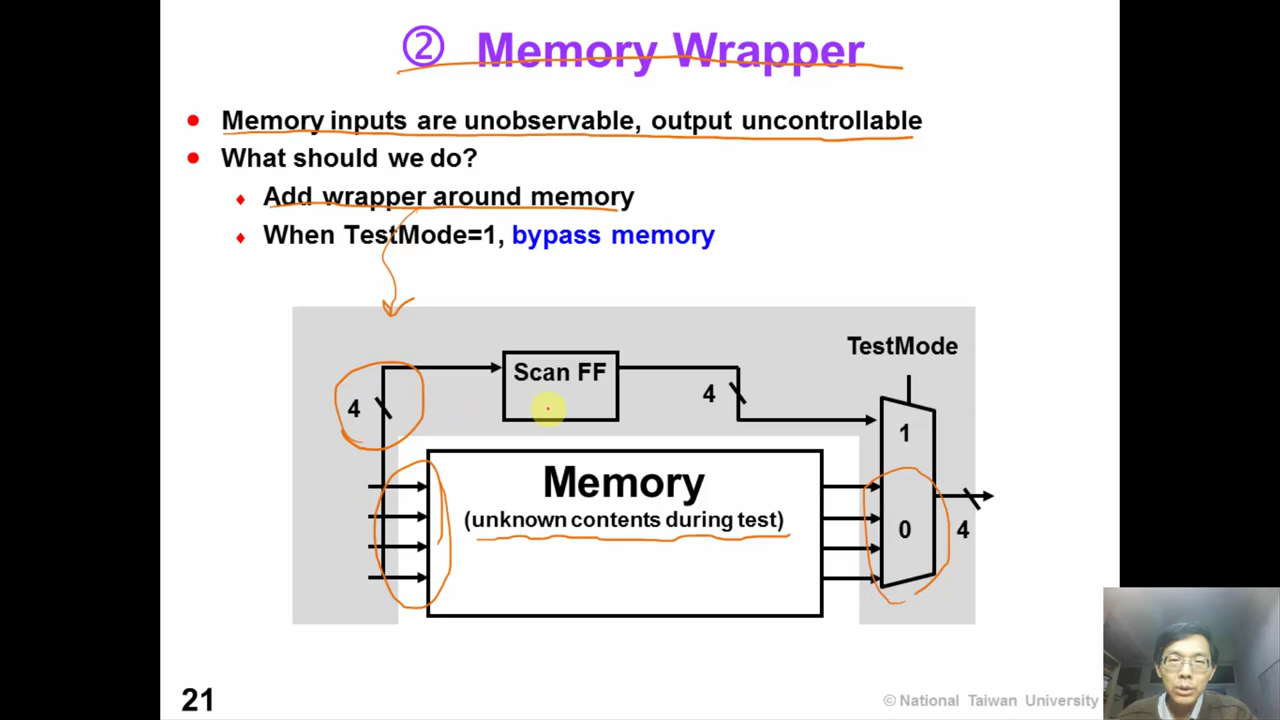 ② Memory Wrapper
Memory inputs are unobservable, output uncontrollable
What should we do?
Add wrapper around memory
When TestMode=1, bypass memory
TestMode
Scan FF
4
4
1
Memory
(unknown contents during test)
0
4
21
© National Taiwan University